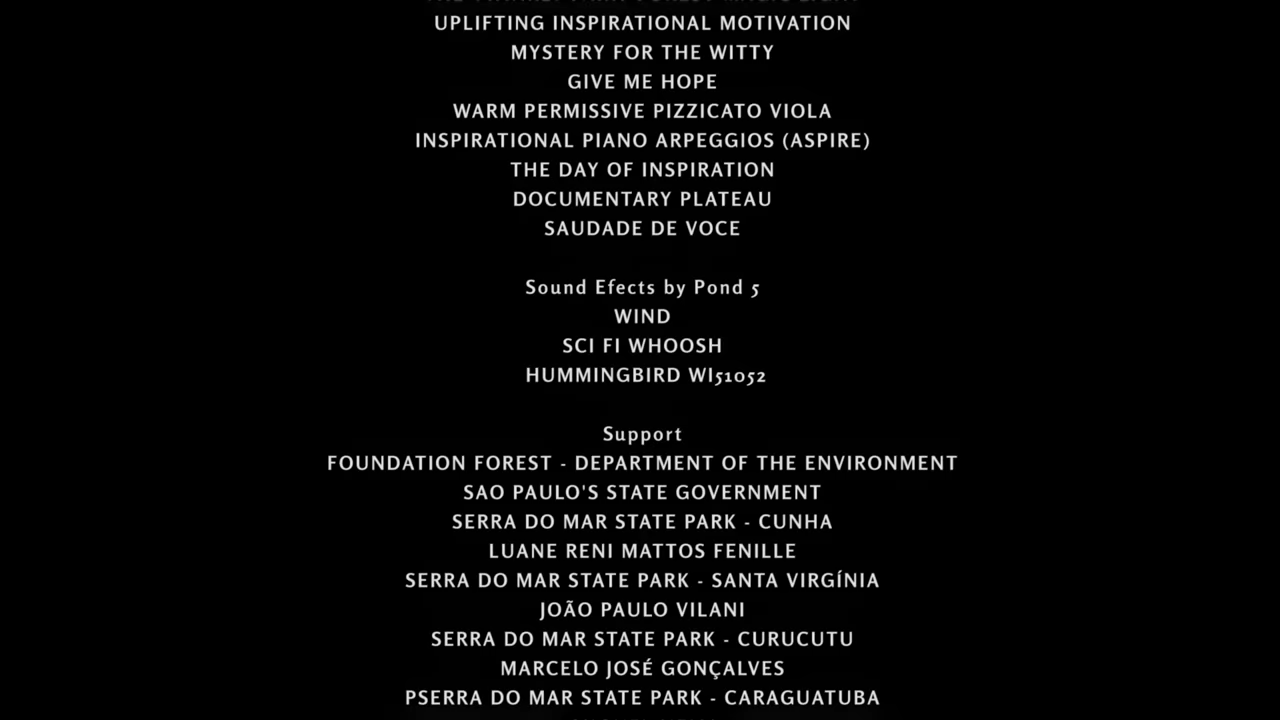 UPLIFTING INSPIRATIONAL MOTIVATION
MYSTERY FOR THE WITTY
GIVE ME HOPE
WARM PERMISSIVE PIZZICATO VIOLA
INSPIRATIONAL PIANO ARPEGGIOS (ASPIRE)
THE DAY OF INSPIRATION
DOCUMENTARY PLATEAU
SAUDADE DE VOCE
Sound Efects by Pond 5
WIND
SCI FI WHOOSH
HUMMINGBIRD WI51052
Support
FOUNDATION FOREST - DEPARTMENT OF THE ENVIRONMENT
SAO PAULO'S STATE GOVERNMENT
SERRA DO MAR STATE PARK - CUNHA
LUANE RENI MATTOS FENILLE
SERRA DO MAR STATE PARK - SANTA VIRGÍNIA
JOÃO PAULO VILANI
SERRA DO MAR STATE PARK - CURUCUTU
MARCELO JOSÉ GONÇALVES
PSERRA DO MAR STATE PARK - CARAGUATUBA